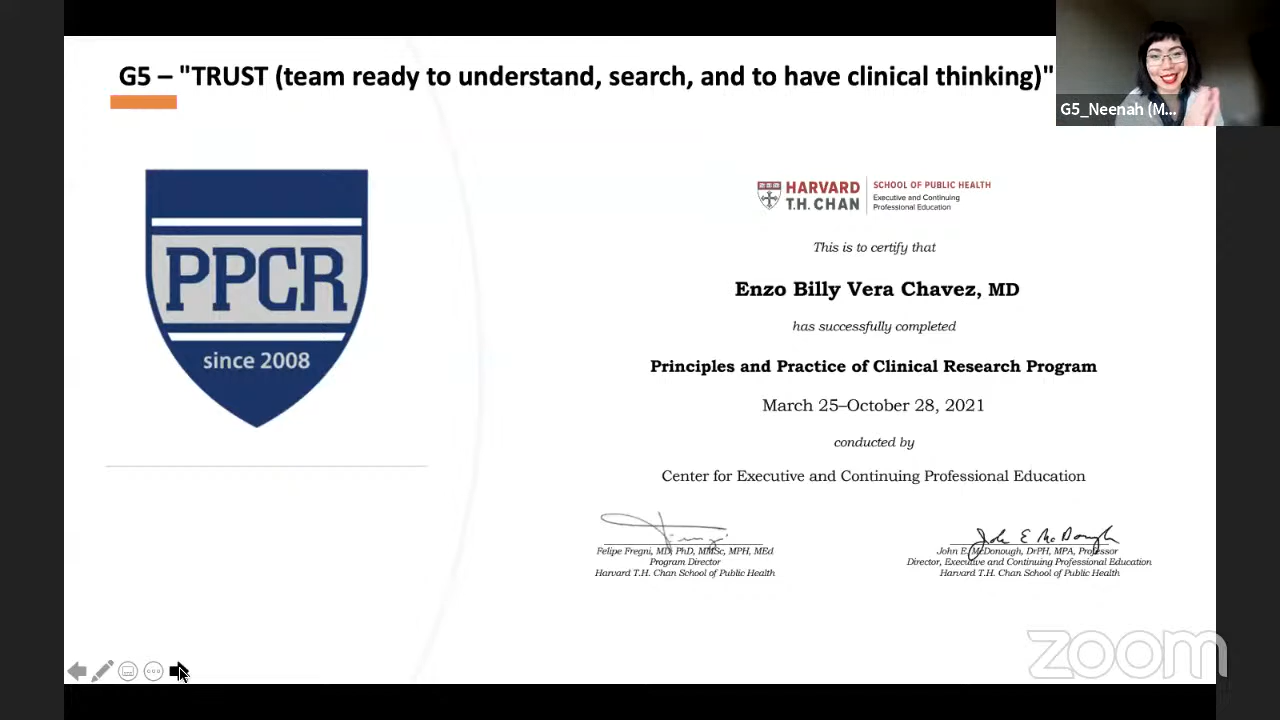 G5 – "TRUST (team ready to understand, search, and to have clinical thinking)"
G5_Neenah (M...
PPCR
since 2008
HARVARD
T.H. CHAN
SCHOOL OF PUBLIC HEALTH
Executive and Continuing
Professional Education
This is to certify that
Enzo Billy Vera Chavez, MD
has successfully completed
Principles and Practice of Clinical Research Program
March 25–October 28, 2021
conducted by
Center for Executive and Continuing Professional Education
Felipe Fregni, MD, PhD, MMSc, MPH, MEd
Program Director
Harvard T.H. Chan School of Public Health
John E McDonough
John E. McDonough, DrPH, MPA, Professor
Director, Executive and Continuing Professional Education
Harvard T.H. Chan School of Public Health
zoom